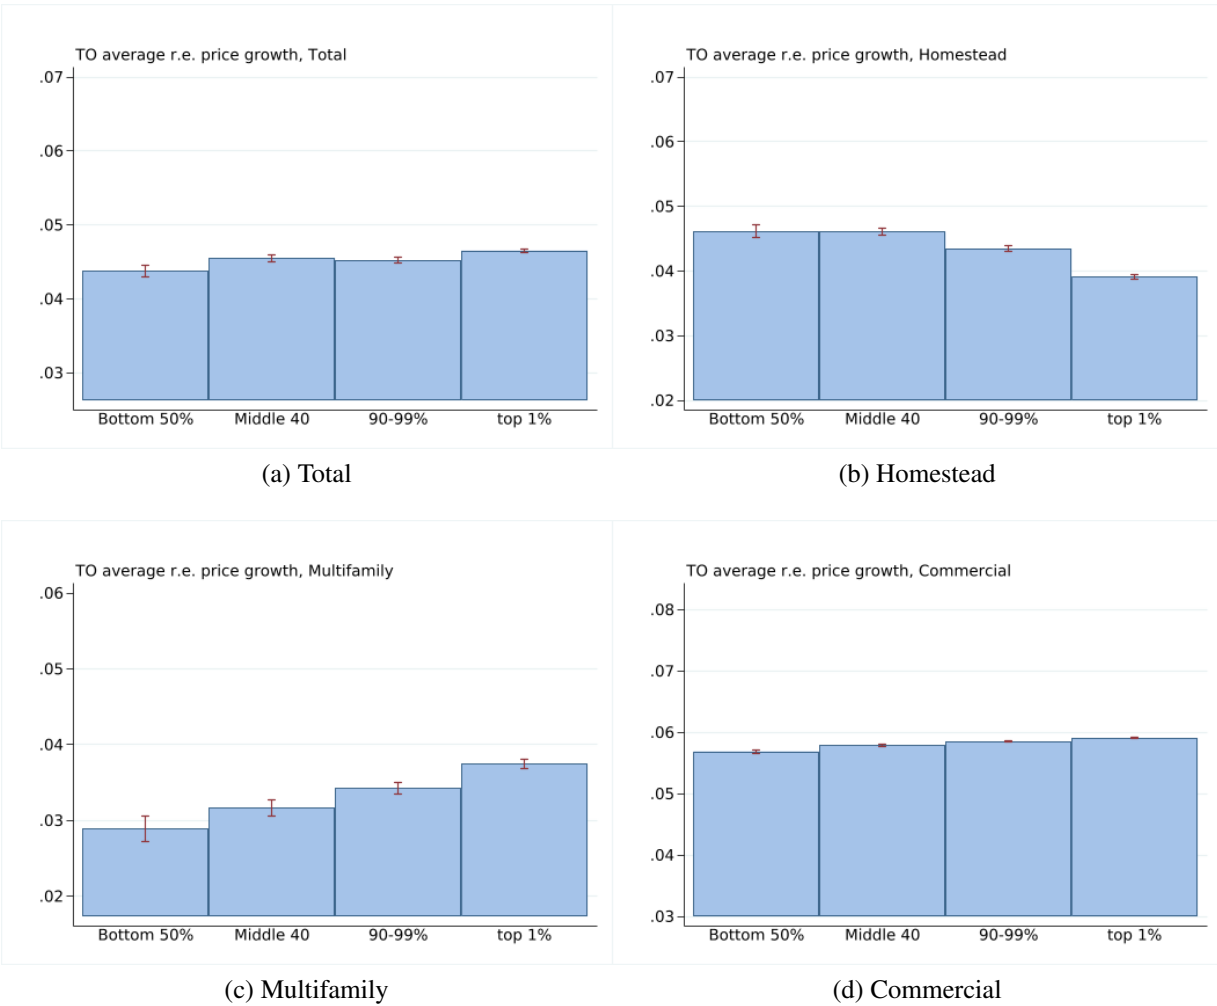 TO average r.e. price growth, Total
.07
.06
.05
.04
.03
Bottom 50% Middle 40 90-99% top 1%
(a) Total
TO average r.e. price growth, Homestead
.07
.06
.05
.04
.03
.02
Bottom 50% Middle 40 90-99% top 1%
(b) Homestead
TO average r.e. price growth, Multifamily
.06
.05
.04
.03
.02
Bottom 50% Middle 40 90-99% top 1%
(c) Multifamily
TO average r.e. price growth, Commercial
.08
.07
.06
.05
.04
.03
Bottom 50% Middle 40 90-99% top 1%
(d) Commercial